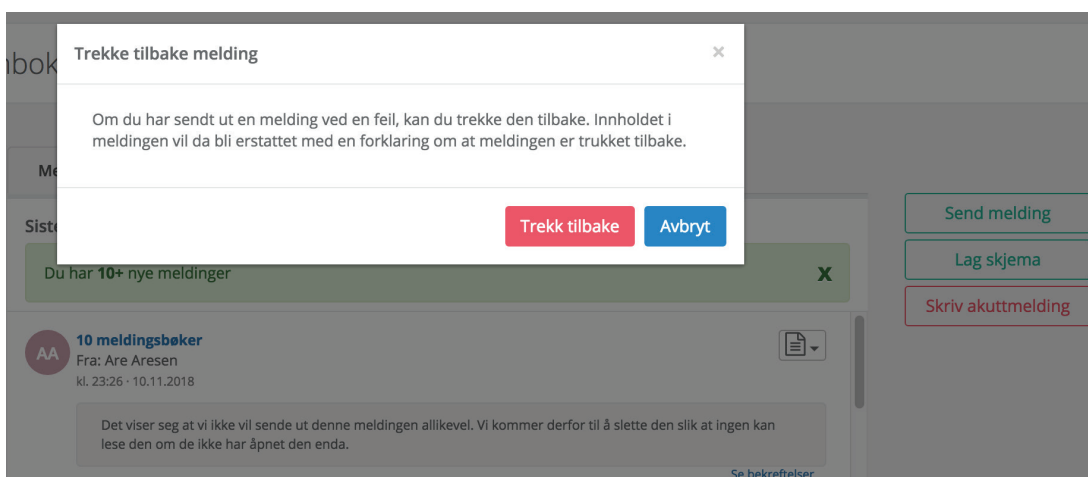 Trekke tilbake melding
×
Om du har sendt ut en melding ved en feil, kan du trekke den tilbake. Innholdet i
meldingen vil da bli erstattet med en forklaring om at meldingen er trukket tilbake.
Trekk tilbake
Avbryt
nbok
Me
Siste
Du har 10+ nye meldinger
X
AA
10 meldingsbøker
Fra: Are Aresen
kl. 23:26 · 10.11.2018
Det viser seg at vi ikke vil sende ut denne meldingen allikevel. Vi kommer derfor til å slette den slik at ingen kan
lese den om de ikke har åpnet den enda.
Se bekreftelser
Send melding
Lag skjema
Skriv akuttmelding